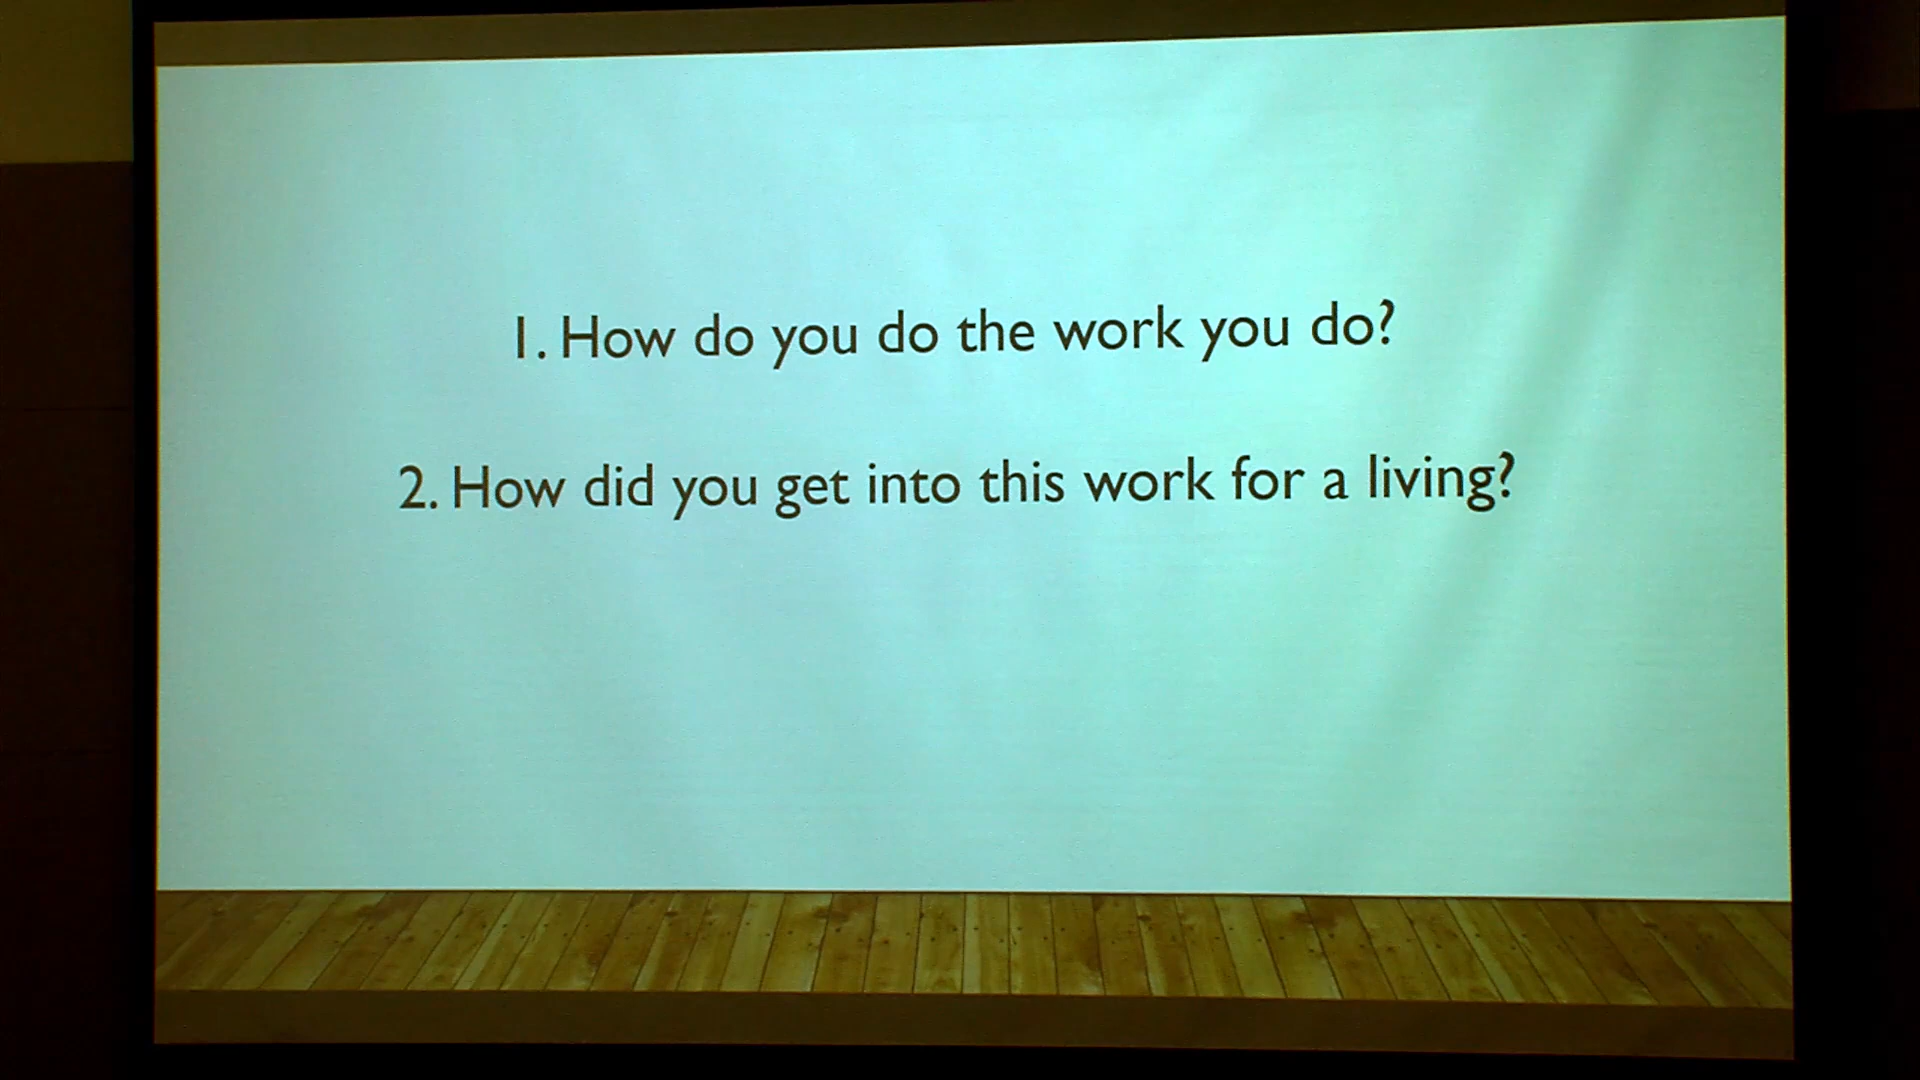 1. How do you do the work you do?
2. How did you get into this work for a living?